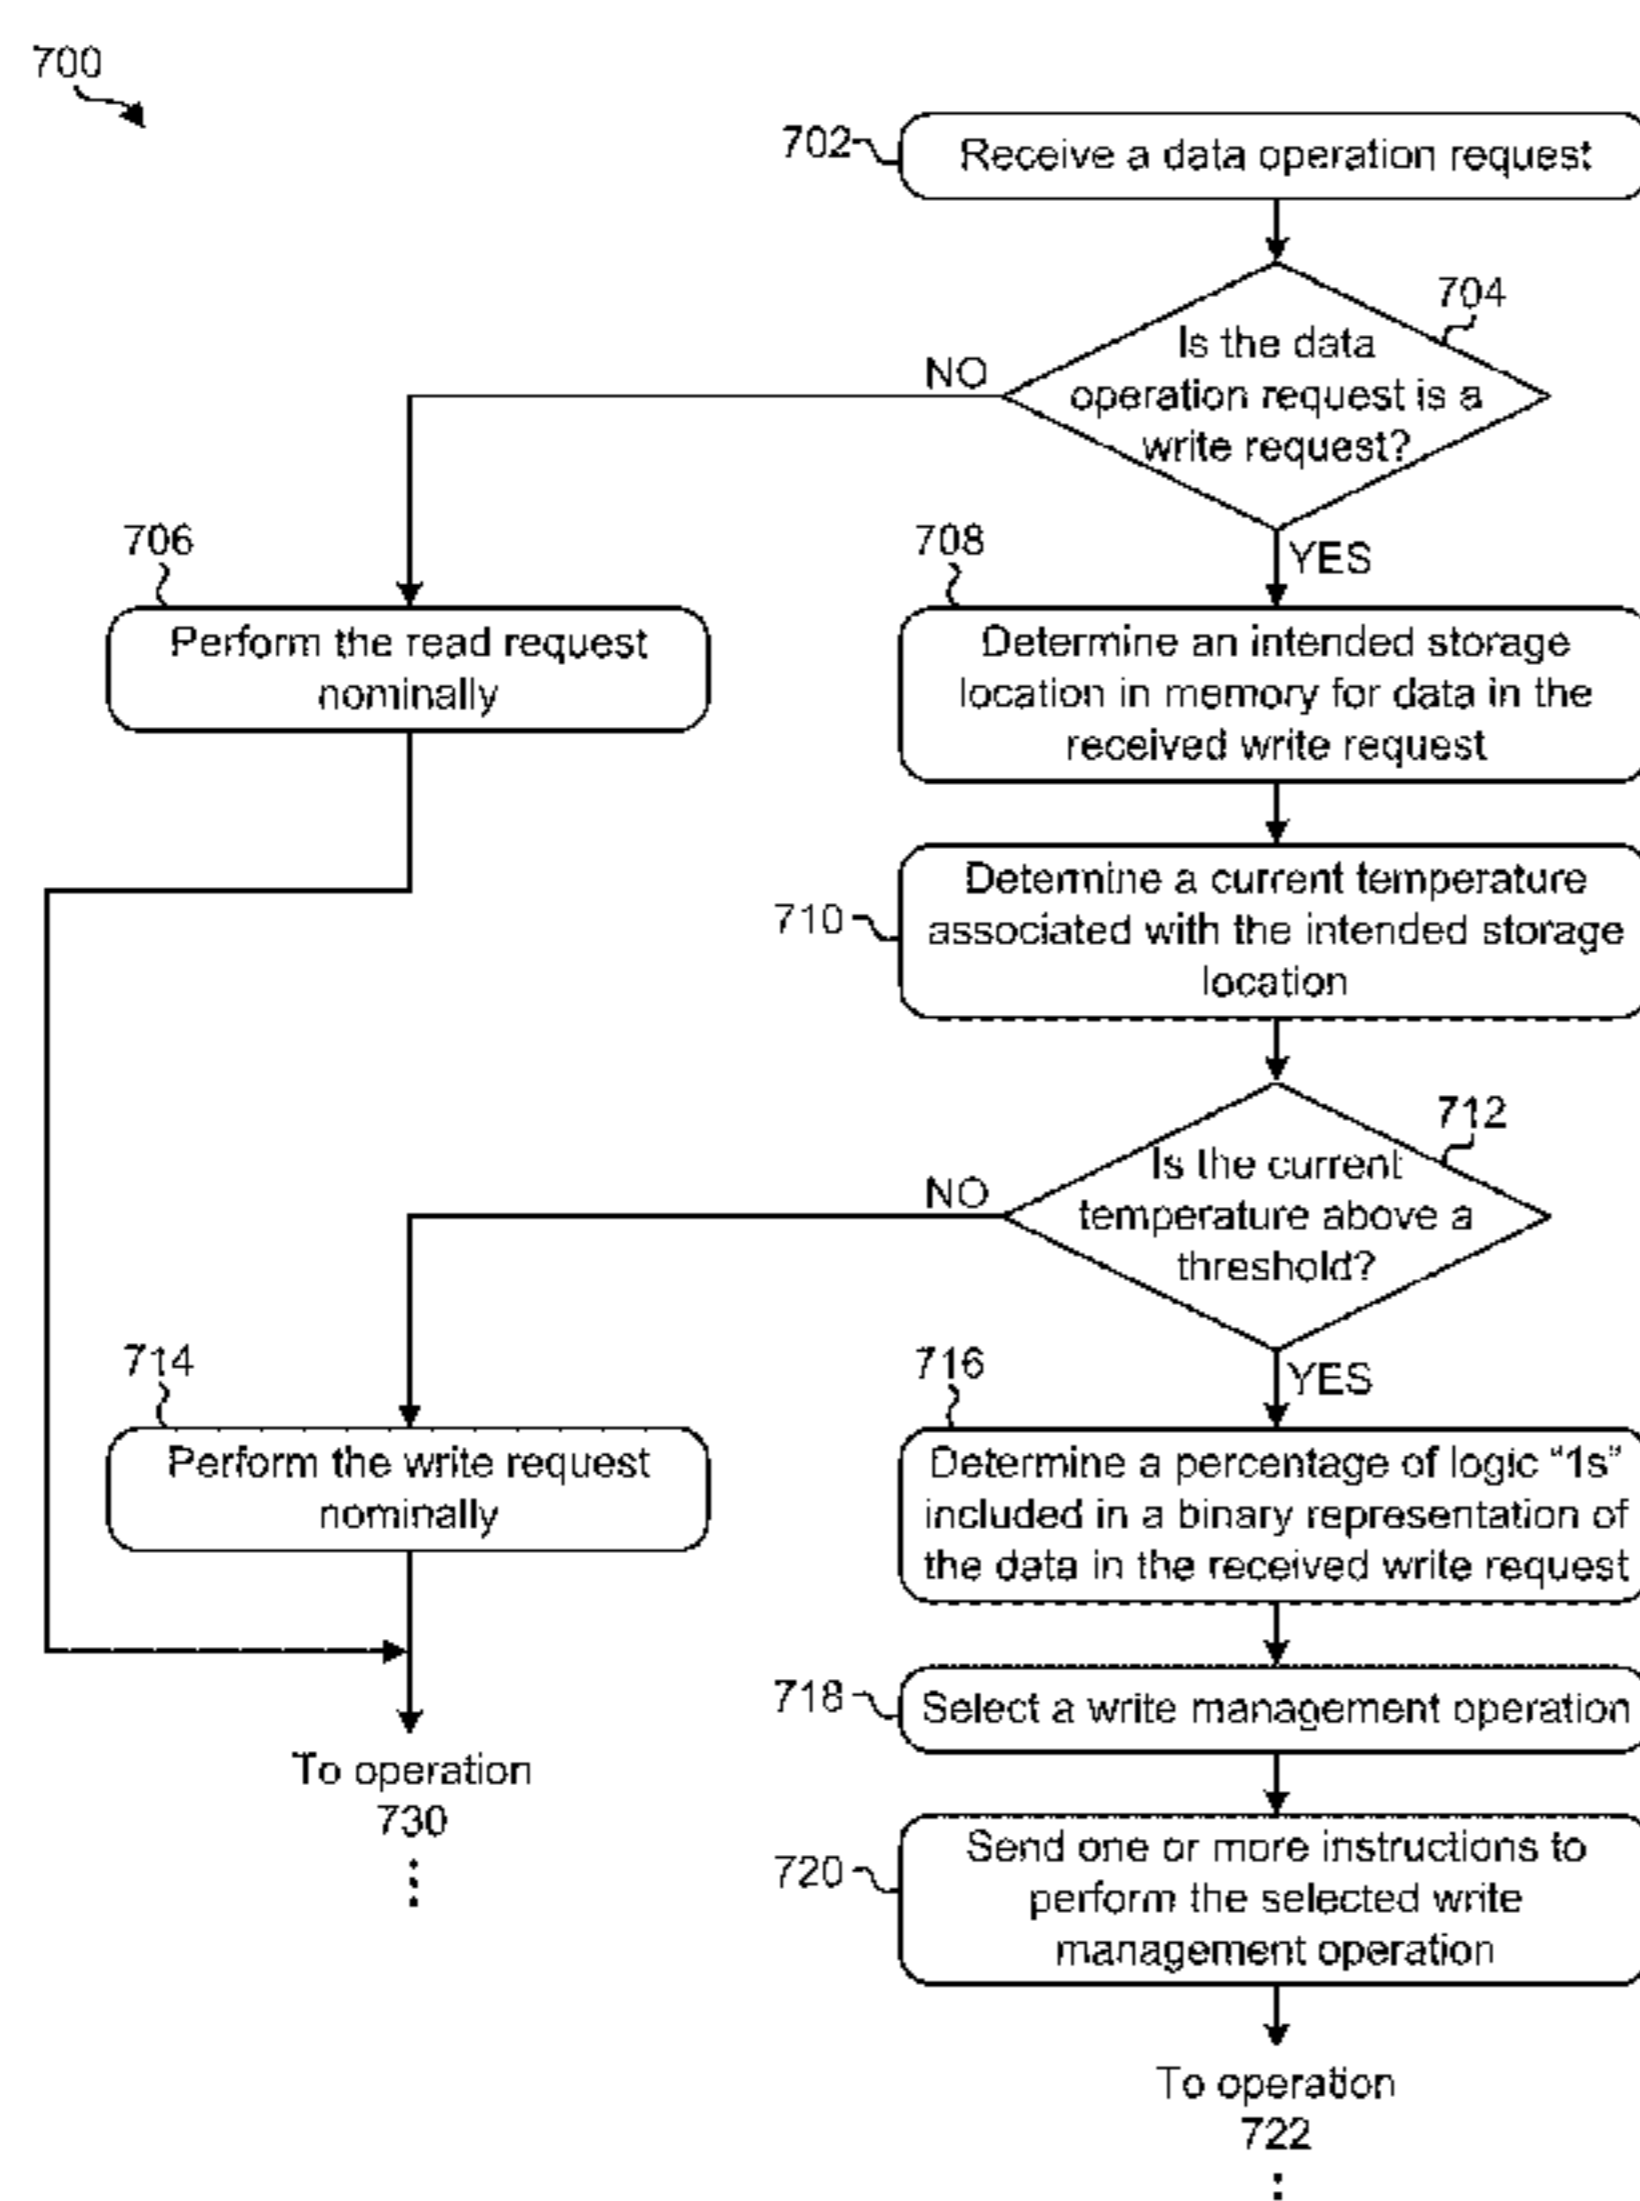 700
702
Receive a data operation request
704
Is the data
operation request is a
write request?
NO
YES
706
Perform the read request
nominally
708
Determine an intended storage
location in memory for data in the
received write request
710
Determine a current temperature
associated with the intended storage
location
712
Is the current
temperature above a
threshold?
NO
YES
714
Perform the write request
nominally
716
Determine a percentage of logic “1s”
included in a binary representation of
the data in the received write request
718
Select a write management operation
To operation
730
720
Send one or more instructions to
perform the selected write
management operation
To operation
722